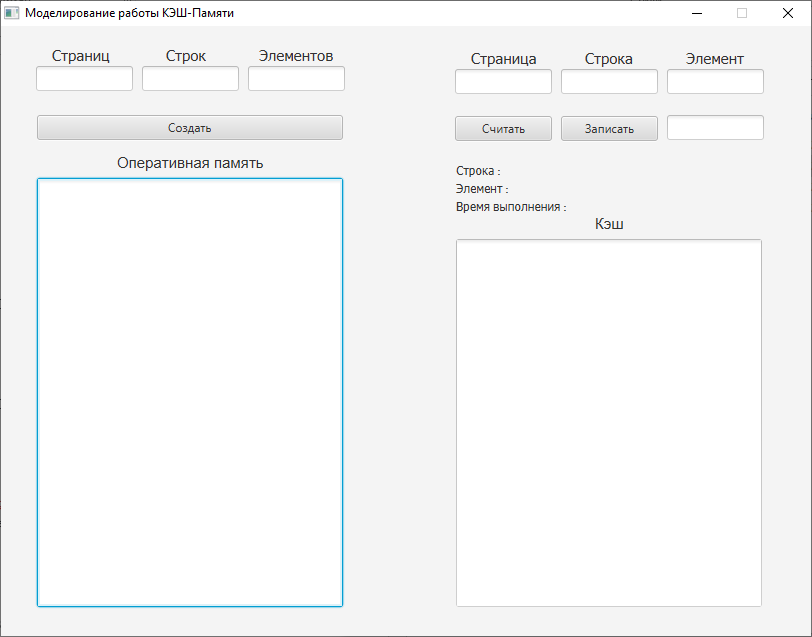 Моделирование работы КЭШ-Памяти
Страниц Строк Элементов
Создать
Оперативная память
Страница Строка Элемент
Считать Записать
Строка :
Элемент :
Время выполнения :
Кэш